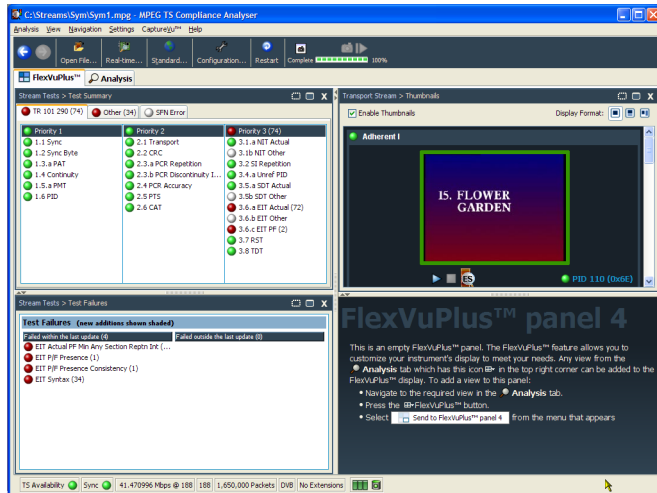 C:\Streams\Sym\Sym1.mpg - MPEG TS Compliance Analyser
Analysis View Navigation Settings CaptureVu™ Help
Open File... Real-time... Standard... Configuration... Restart Complete 100%
FlexVuPlus™ Analysis
Stream Tests > Test Summary
TR 101 290 (74) Other (34) SFN Error
Priority 1
1.1 Sync
1.2 Sync Byte
1.3.a PAT
1.4 Continuity
1.5.a PMT
1.6 PID
Priority 2
2.1 Transport
2.2 CRC
2.3.a PCR Repetition
2.3.b PCR Discontinuity I...
2.4 PCR Accuracy
2.5 PTS
2.6 CAT
Priority 3 (74)
3.1.a NIT Actual
3.1b NIT Other
3.2 SI Repetition
3.4.a Unref PID
3.5.a SDT Actual
3.5b SDT Other
3.6.a EIT Actual (72)
3.6.b EIT Other
3.6.c EIT PF (2)
3.7 RST
3.8 TDT
Transport Stream > Thumbnails
Enable Thumbnails Display Format:
Adherent I
15. FLOWER
GARDEN
ES
PID 110 (0x6E)
Stream Tests > Test Failures
Test Failures (new additions shown shaded)
Failed within the last update (4) Failed outside the last update (0)
EIT Actual PF Min Any Section Reptn Int (...
EIT P/F Presence (1)
EIT P/F Presence Consistency (1)
EIT Syntax (34)
FlexVuPlus™ panel 4
This is an empty FlexVuPlus™ panel. The FlexVuPlus™ feature allows you to
customize your instrument's display to meet your needs. Any view from the
Analysis tab which has this icon in the top right corner can be added to the
FlexVuPlus™ display. To add a view to this panel:
• Navigate to the required view in the Analysis tab.
• Press the FlexVuPlus™ button.
• Select Send to FlexVuPlus™ panel 4 from the menu that appears
TS Availability Sync 41.470996 Mbps @ 188 188 1,650,000 Packets DVB No Extensions